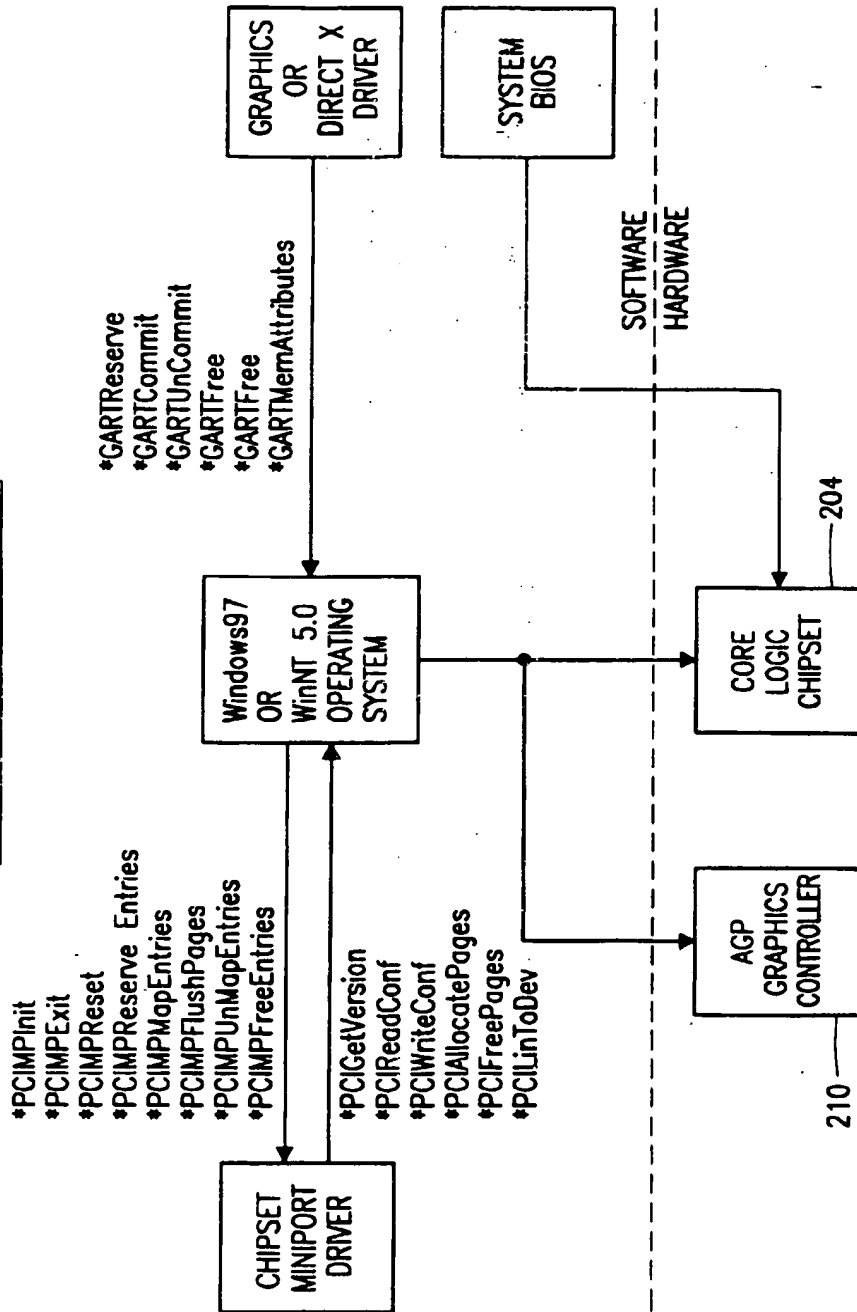 *PCIMPInit
*PCIMPExit
*PCIMPReset
*PCIMPReserve Entries
*PCIMPMapEntries
*PCIMPFlushPages
*PCIMPUnMapEntries
*PCIMPFreeEntries
CHIPSET
MINIPORT
DRIVER
*PCIGetVersion
*PCIReadConf
*PCIWriteConf
*PCIAllocatePages
*PCIFreePages
*PCILinToDev
Windows97
OR
WinNT 5.0
OPERATING
SYSTEM
*GARTReserve
*GARTCommit
*GARTUnCommit
*GARTFree
*GARTFree
*GARTMemAttributes
GRAPHICS
OR
DIRECT X
DRIVER
SYSTEM
BIOS
SOFTWARE
HARDWARE
AGP
GRAPHICS
CONTROLLER
210
CORE
LOGIC
CHIPSET
204